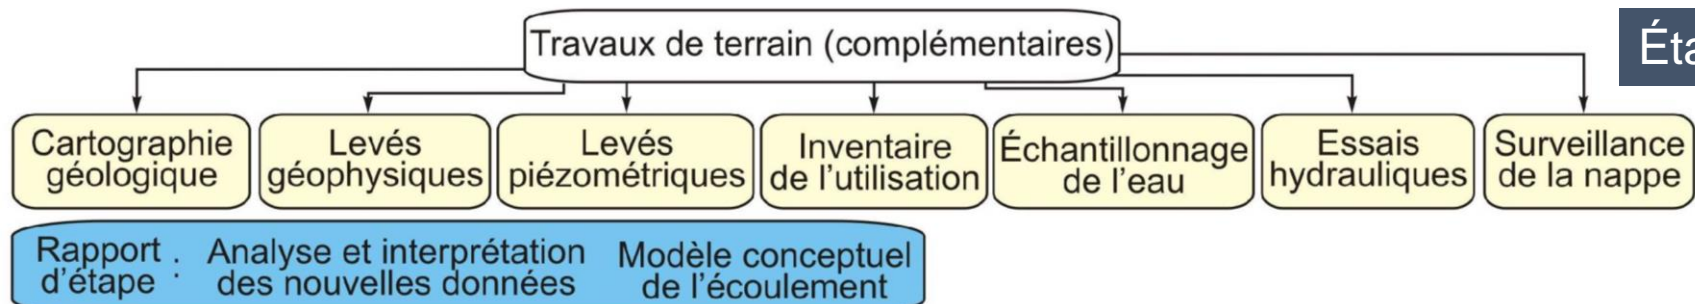 Travaux de terrain (complémentaires)
Cartographie
géologique
Levés
géophysiques
Levés
piézométriques
Inventaire
de l'utilisation
Échantillonnage
de l'eau
Essais
hydrauliques
Surveillance
de la nappe
Rapport :
d'étape
Analyse et interprétation
des nouvelles données
Modèle conceptuel
de l'écoulement